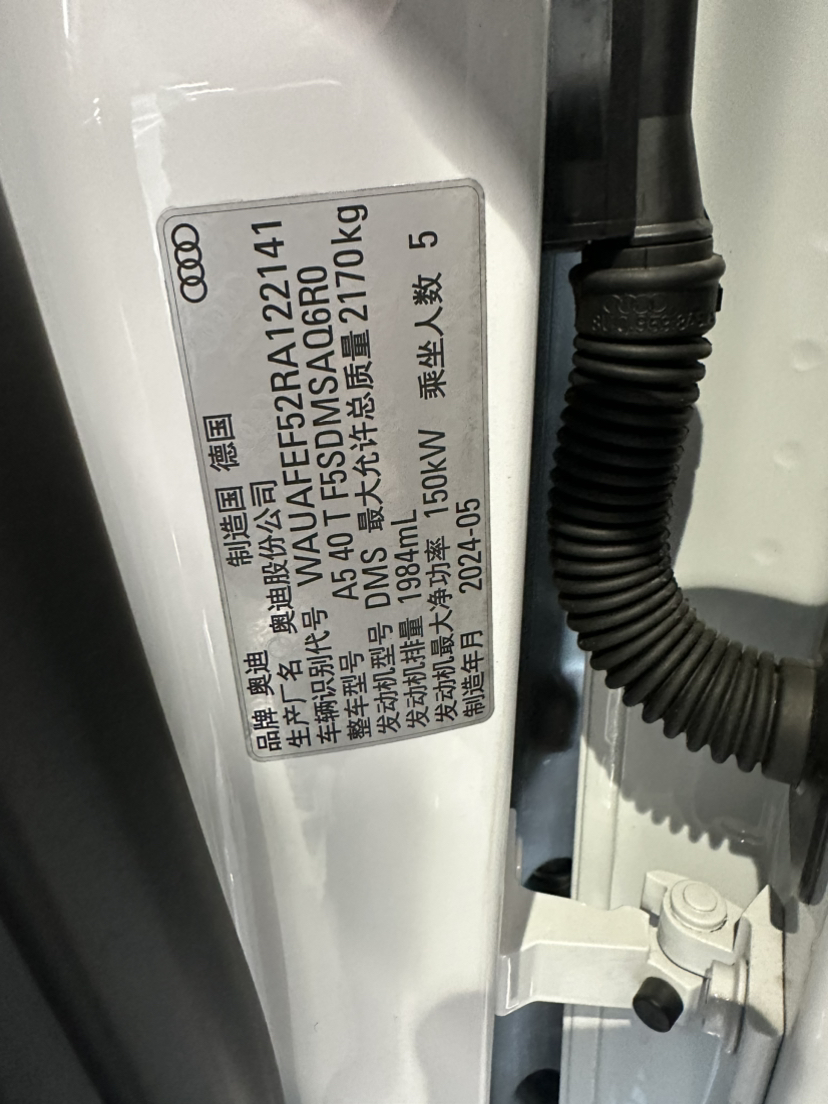 品牌 奥迪 制造国 德国
生产厂名 奥迪股份公司
车辆识别代号 WAUAFEF52RA122141
整车型号 A5 40 T F5SDMSAQ6R0
发动机型号 DMS 最大允许总质量 2170kg
发动机排量 1984mL
发动机最大净功率 150kW 乘坐人数 5
制造年月 2024-05